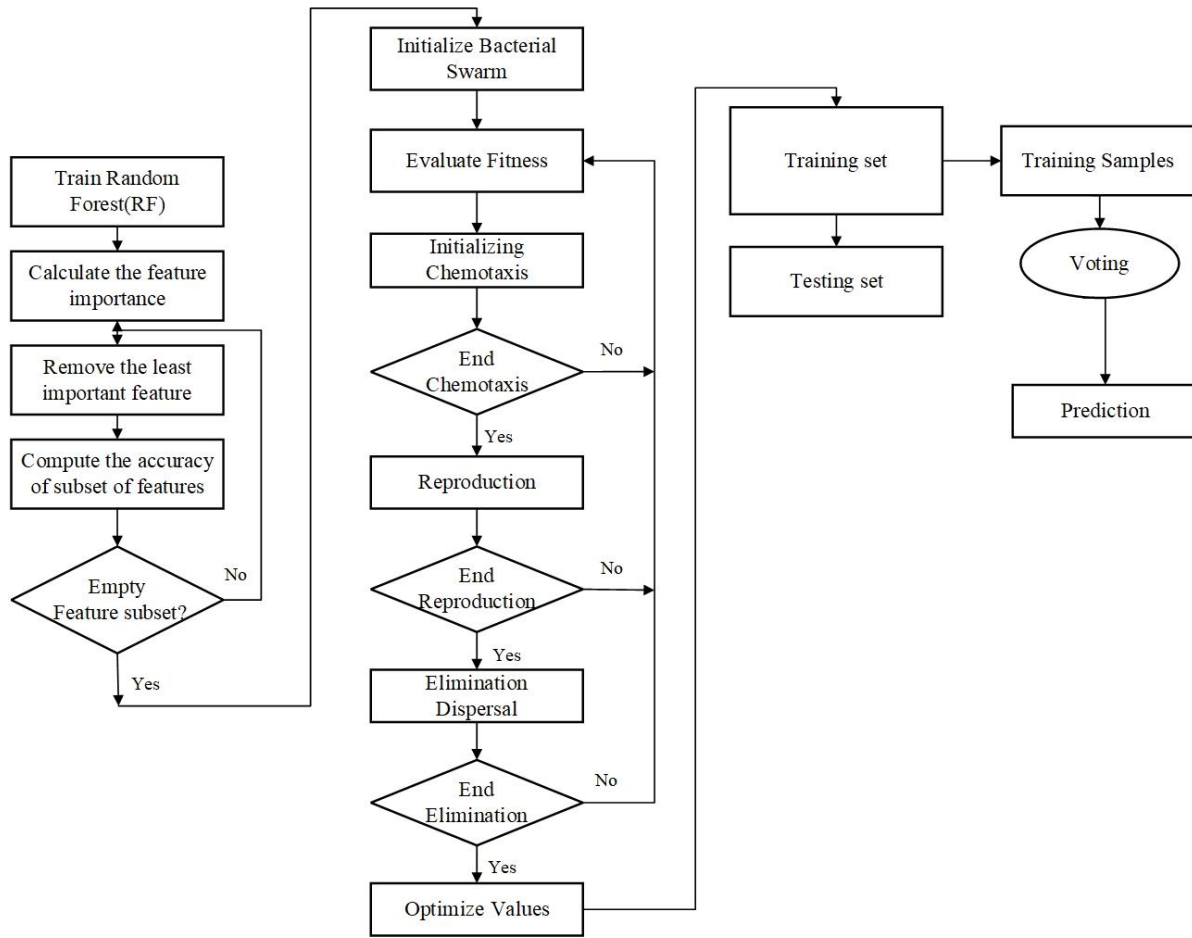 Train Random
Forest(RF)
Calculate the feature
importance
Remove the least
important feature
Compute the accuracy
of subset of features
Empty
Feature subset?
No
Yes
Initialize Bacterial
Swarm
Evaluate Fitness
Initializing
Chemotaxis
End
Chemotaxis
No
Yes
Reproduction
End
Reproduction
No
Yes
Elimination
Dispersal
End
Elimination
No
Yes
Optimize Values
Training set
Testing set
Training Samples
Voting
Prediction